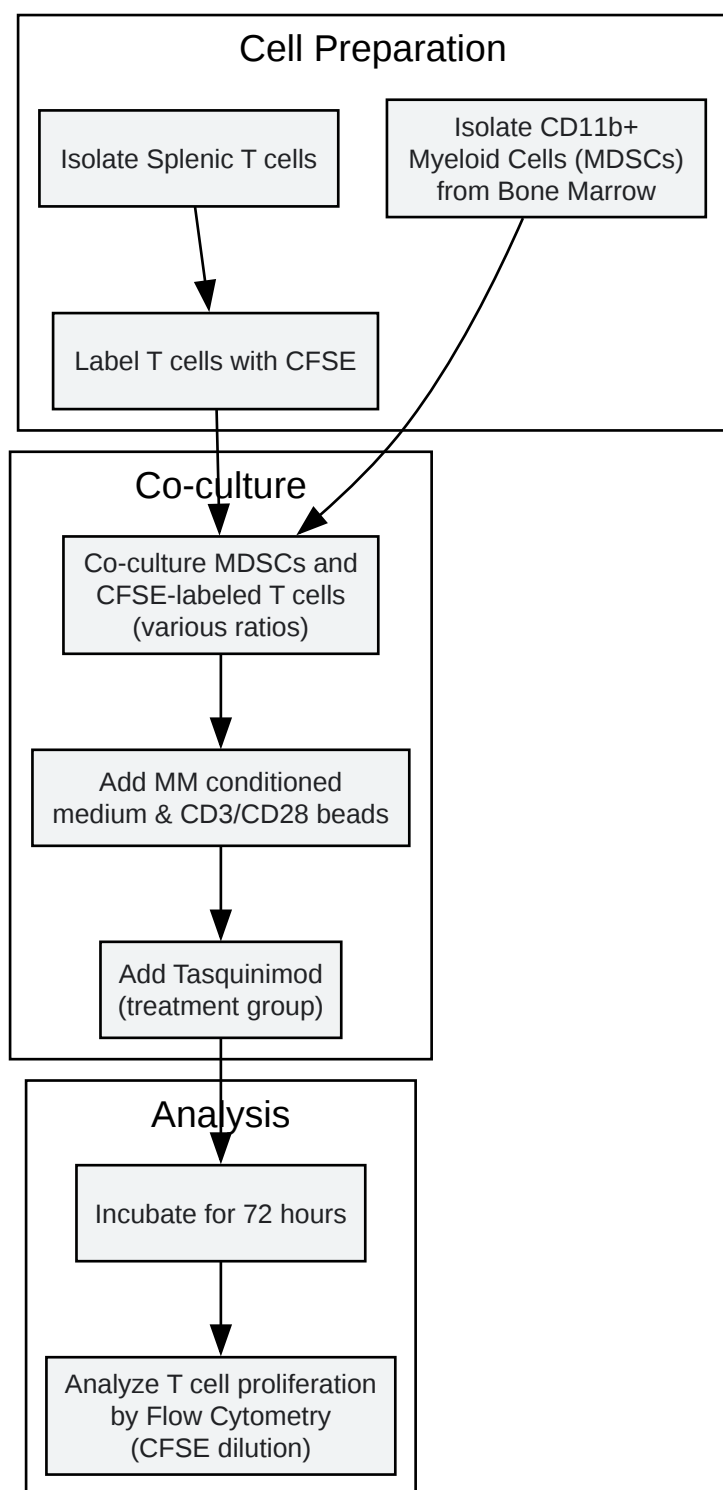 Cell Preparation
Isolate Splenic T cells
Isolate CD11b+
Myeloid Cells (MDSCs)
from Bone Marrow
Label T cells with CFSE
Co-culture
Co-culture MDSCs and
CFSE-labeled T cells
(various ratios)
Add MM conditioned
medium & CD3/CD28 beads
Add Tasquinimod
(treatment group)
Analysis
Incubate for 72 hours
Analyze T cell proliferation
by Flow Cytometry
(CFSE dilution)